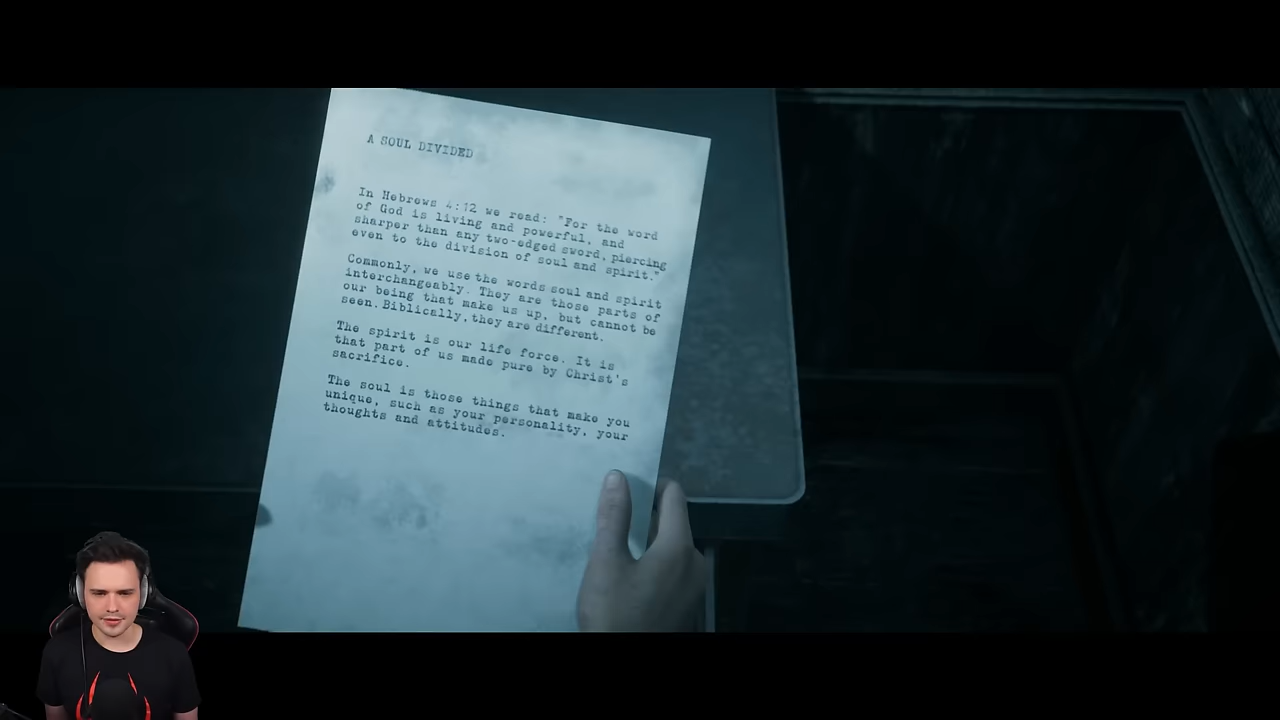 A SOUL DIVIDED
In Hebrews 4:12 we read: "For the word
of God is living and powerful, and
sharper than any two-edged sword, piercing
even to the division of soul and spirit."
Commonly, we use the words soul and spirit
interchangeably. They are those parts of
our being that make us up, but cannot be
seen. Biblically, they are different.
The spirit is our life force. It is
that part of us made pure by Christ's
sacrifice.
The soul is those things that make you
unique, such as your personality, your
thoughts and attitudes.